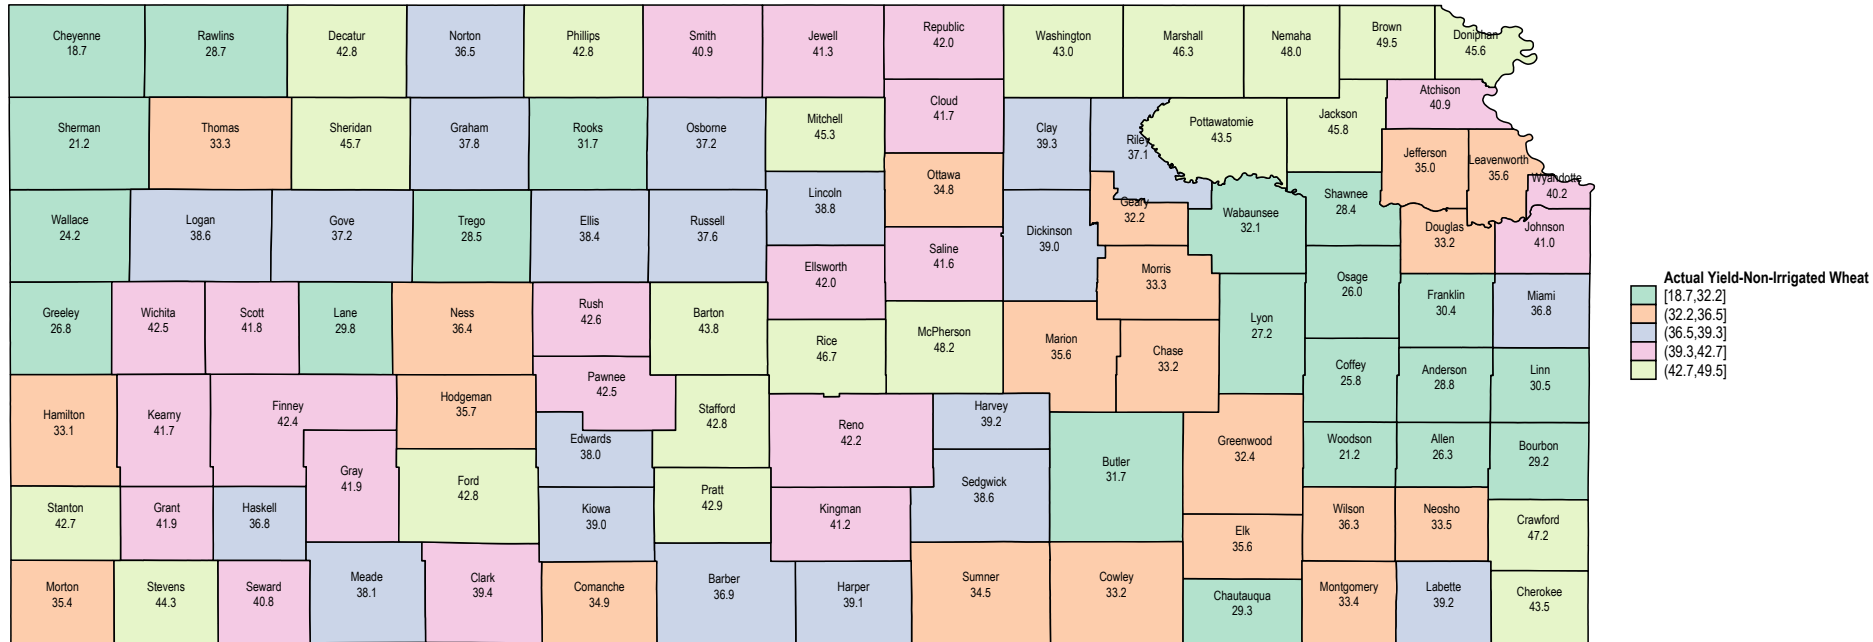 Cheyenne
18.7
Rawlins
28.7
Decatur
42.8
Norton
36.5
Phillips
42.8
Smith
40.9
Jewell
41.3
Republic
42.0
Washington
43.0
Marshall
46.3
Nemaha
48.0
Brown
49.5
Doniphan
45.6
Atchison
40.9
Sherman
21.2
Thomas
33.3
Sheridan
45.7
Graham
37.8
Rooks
31.7
Osborne
37.2
Mitchell
45.3
Cloud
41.7
Clay
39.3
Riley
37.1
Pottawatomie
43.5
Jackson
45.8
Jefferson
35.0
Leavenworth
35.6
Wyandotte
40.2
Wallace
24.2
Logan
38.6
Gove
37.2
Trego
28.5
Ellis
38.4
Russell
37.6
Lincoln
38.8
Ottawa
34.8
Saline
41.6
Dickinson
39.0
Geary
32.2
Wabaunsee
32.1
Shawnee
28.4
Douglas
33.2
Johnson
41.0
Ellsworth
42.0
Morris
33.3
Osage
26.0
Franklin
30.4
Miami
36.8
Greeley
26.8
Wichita
42.5
Scott
41.8
Lane
29.8
Ness
36.4
Rush
42.6
Barton
43.8
Rice
46.7
McPherson
48.2
Marion
35.6
Chase
33.2
Lyon
27.2
Coffey
25.8
Anderson
28.8
Linn
30.5
Hamilton
33.1
Kearny
41.7
Finney
42.4
Hodgeman
35.7
Pawnee
42.5
Stafford
42.8
Reno
42.2
Harvey
39.2
Edwards
38.0
Gray
41.9
Ford
42.8
Butler
31.7
Greenwood
32.4
Woodson
21.2
Allen
26.3
Bourbon
29.2
Sedgwick
38.6
Stanton
42.7
Grant
41.9
Haskell
36.8
Kiowa
39.0
Pratt
42.9
Kingman
41.2
Elk
35.6
Wilson
36.3
Neosho
33.5
Crawford
47.2
Morton
35.4
Stevens
44.3
Seward
40.8
Meade
38.1
Clark
39.4
Comanche
34.9
Barber
36.9
Harper
39.1
Sumner
34.5
Cowley
33.2
Chautauqua
29.3
Montgomery
33.4
Labette
39.2
Cherokee
43.5
Actual Yield-Non-Irrigated Wheat
[18.7,32.2]
(32.2,36.5]
(36.5,39.3]
(39.3,42.7]
(42.7,49.5]